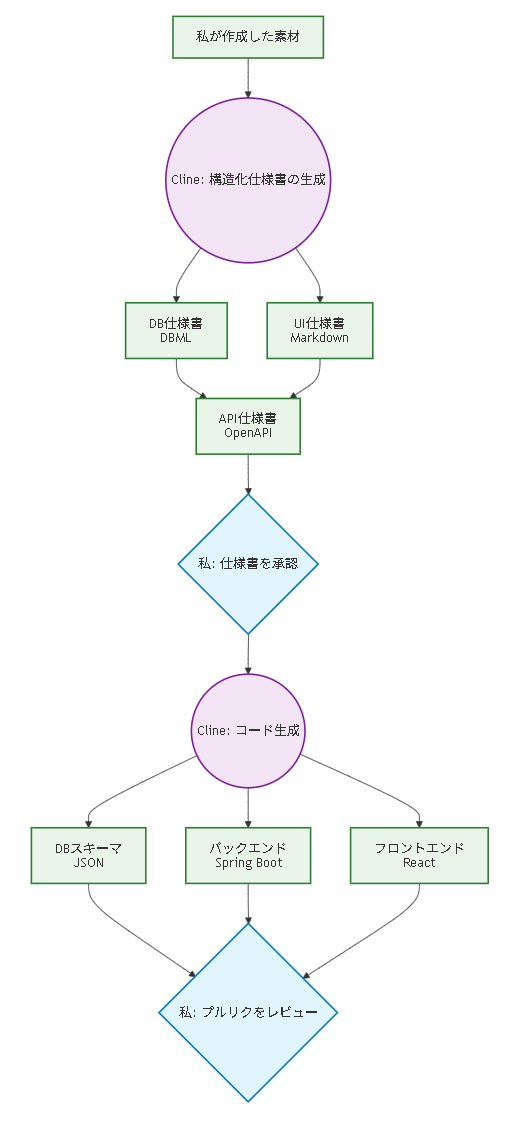 私が作成した素材
Cline: 構造化仕様書の生成
DB仕様書
DBML
UI仕様書
Markdown
API仕様書
OpenAPI
私: 仕様書を承認
Cline: コード生成
DBスキーマ
JSON
バックエンド
Spring Boot
フロントエンド
React
私: プルリクをレビュー